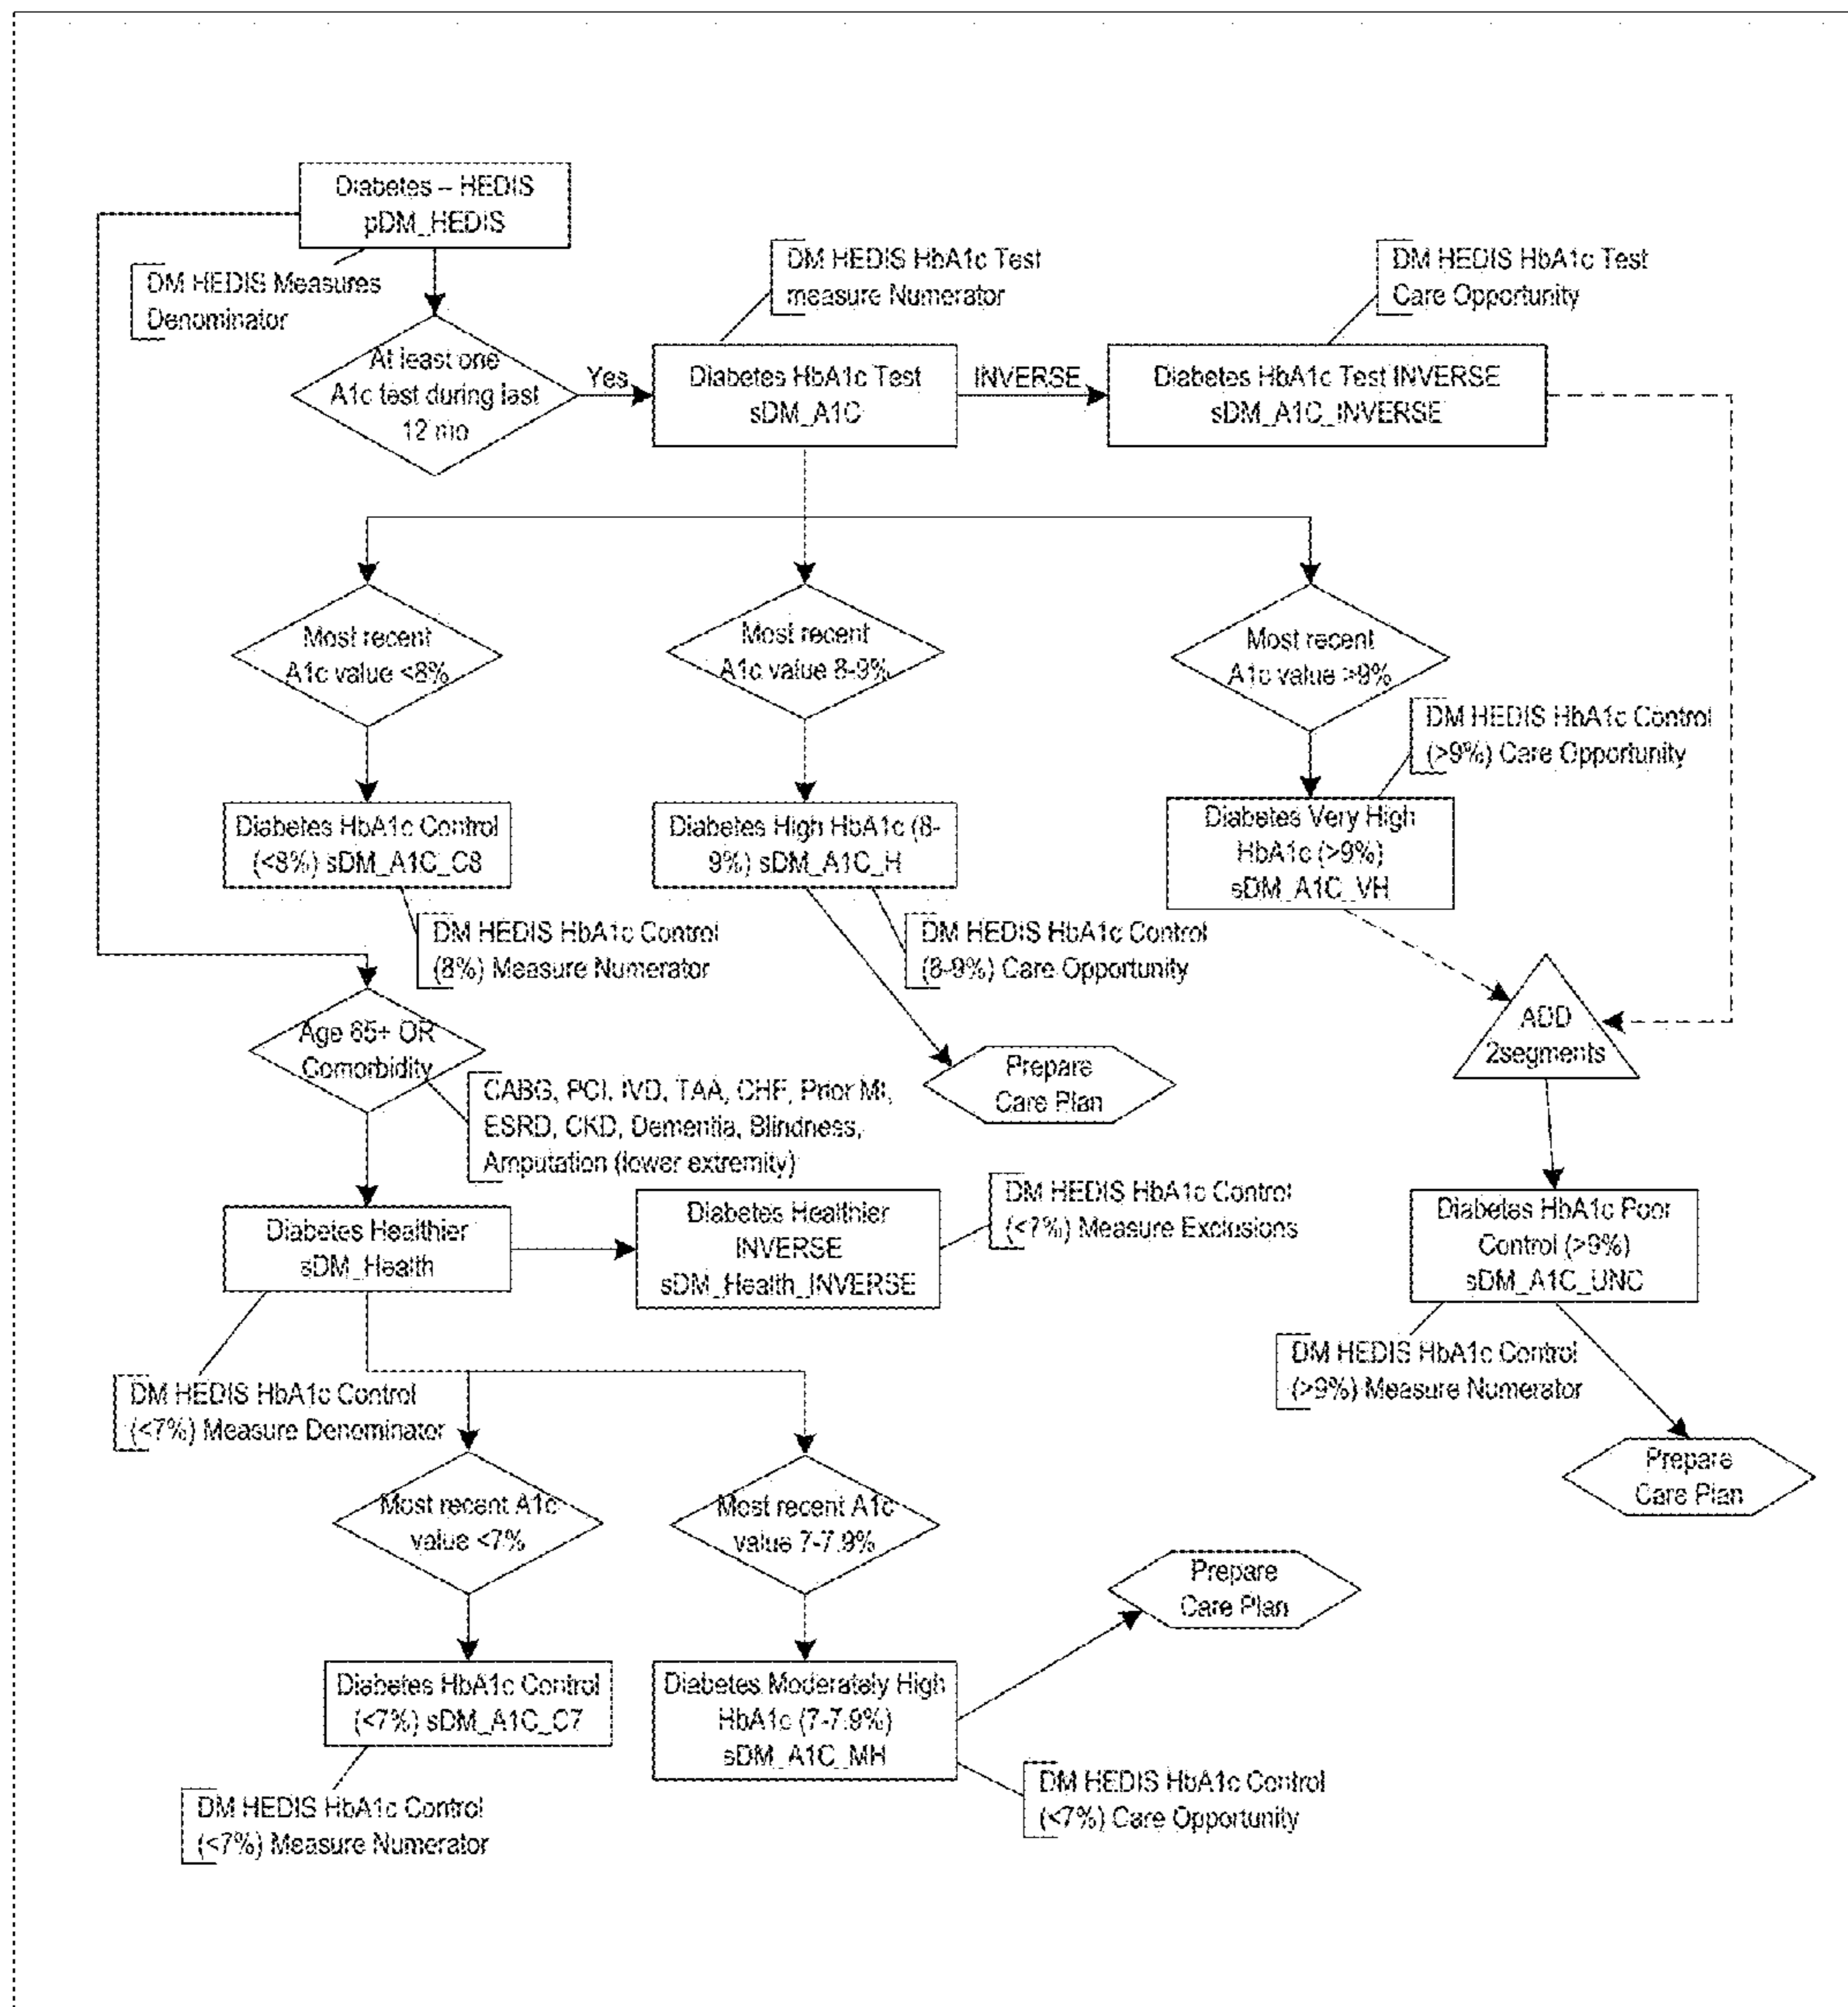 Diabetes – HEDIS
pDM_HEDIS
DM HEDIS Measures
Denominator
At least one
A1c test during last
12 mo
Yes
DM HEDIS HbA1c Test
measure Numerator
Diabetes HbA1c Test
sDM_A1C
INVERSE
DM HEDIS HbA1c Test
Care Opportunity
Diabetes HbA1c Test INVERSE
sDM_A1C_INVERSE
Most recent
A1c value <8%
Most recent
A1c value 8-9%
Most recent
A1c value >9%
DM HEDIS HbA1c Control
(>9%) Care Opportunity
Diabetes HbA1c Control
(<8%) sDM_A1C_C8
Diabetes High HbA1c (8-
9%) sDM_A1C_H
Diabetes Very High
HbA1c (>9%)
sDM_A1C_VH
DM HEDIS HbA1c Control
(8%) Measure Numerator
DM HEDIS HbA1c Control
(8-9%) Care Opportunity
ADD
2segments
Age 65+ OR
Comorbidity
CABG, PCI, IVD, TAA, CHF, Prior MI,
ESRD, CKD, Dementia, Blindness,
Amputation (lower extremity)
Prepare
Care Plan
Diabetes Healthier
sDM_Health
Diabetes Healthier
INVERSE
sDM_Health_INVERSE
DM HEDIS HbA1c Control
(<7%) Measure Exclusions
Diabetes HbA1c Poor
Control (>9%)
sDM_A1C_UNC
DM HEDIS HbA1c Control
(<7%) Measure Denominator
DM HEDIS HbA1c Control
(>9%) Measure Numerator
Prepare
Care Plan
Most recent A1c
value <7%
Most recent A1c
value 7-7.9%
Prepare
Care Plan
Diabetes HbA1c Control
(<7%) sDM_A1C_C7
Diabetes Moderately High
HbA1c (7-7.9%)
sDM_A1C_MH
DM HEDIS HbA1c Control
(<7%) Measure Numerator
DM HEDIS HbA1c Control
(<7%) Care Opportunity